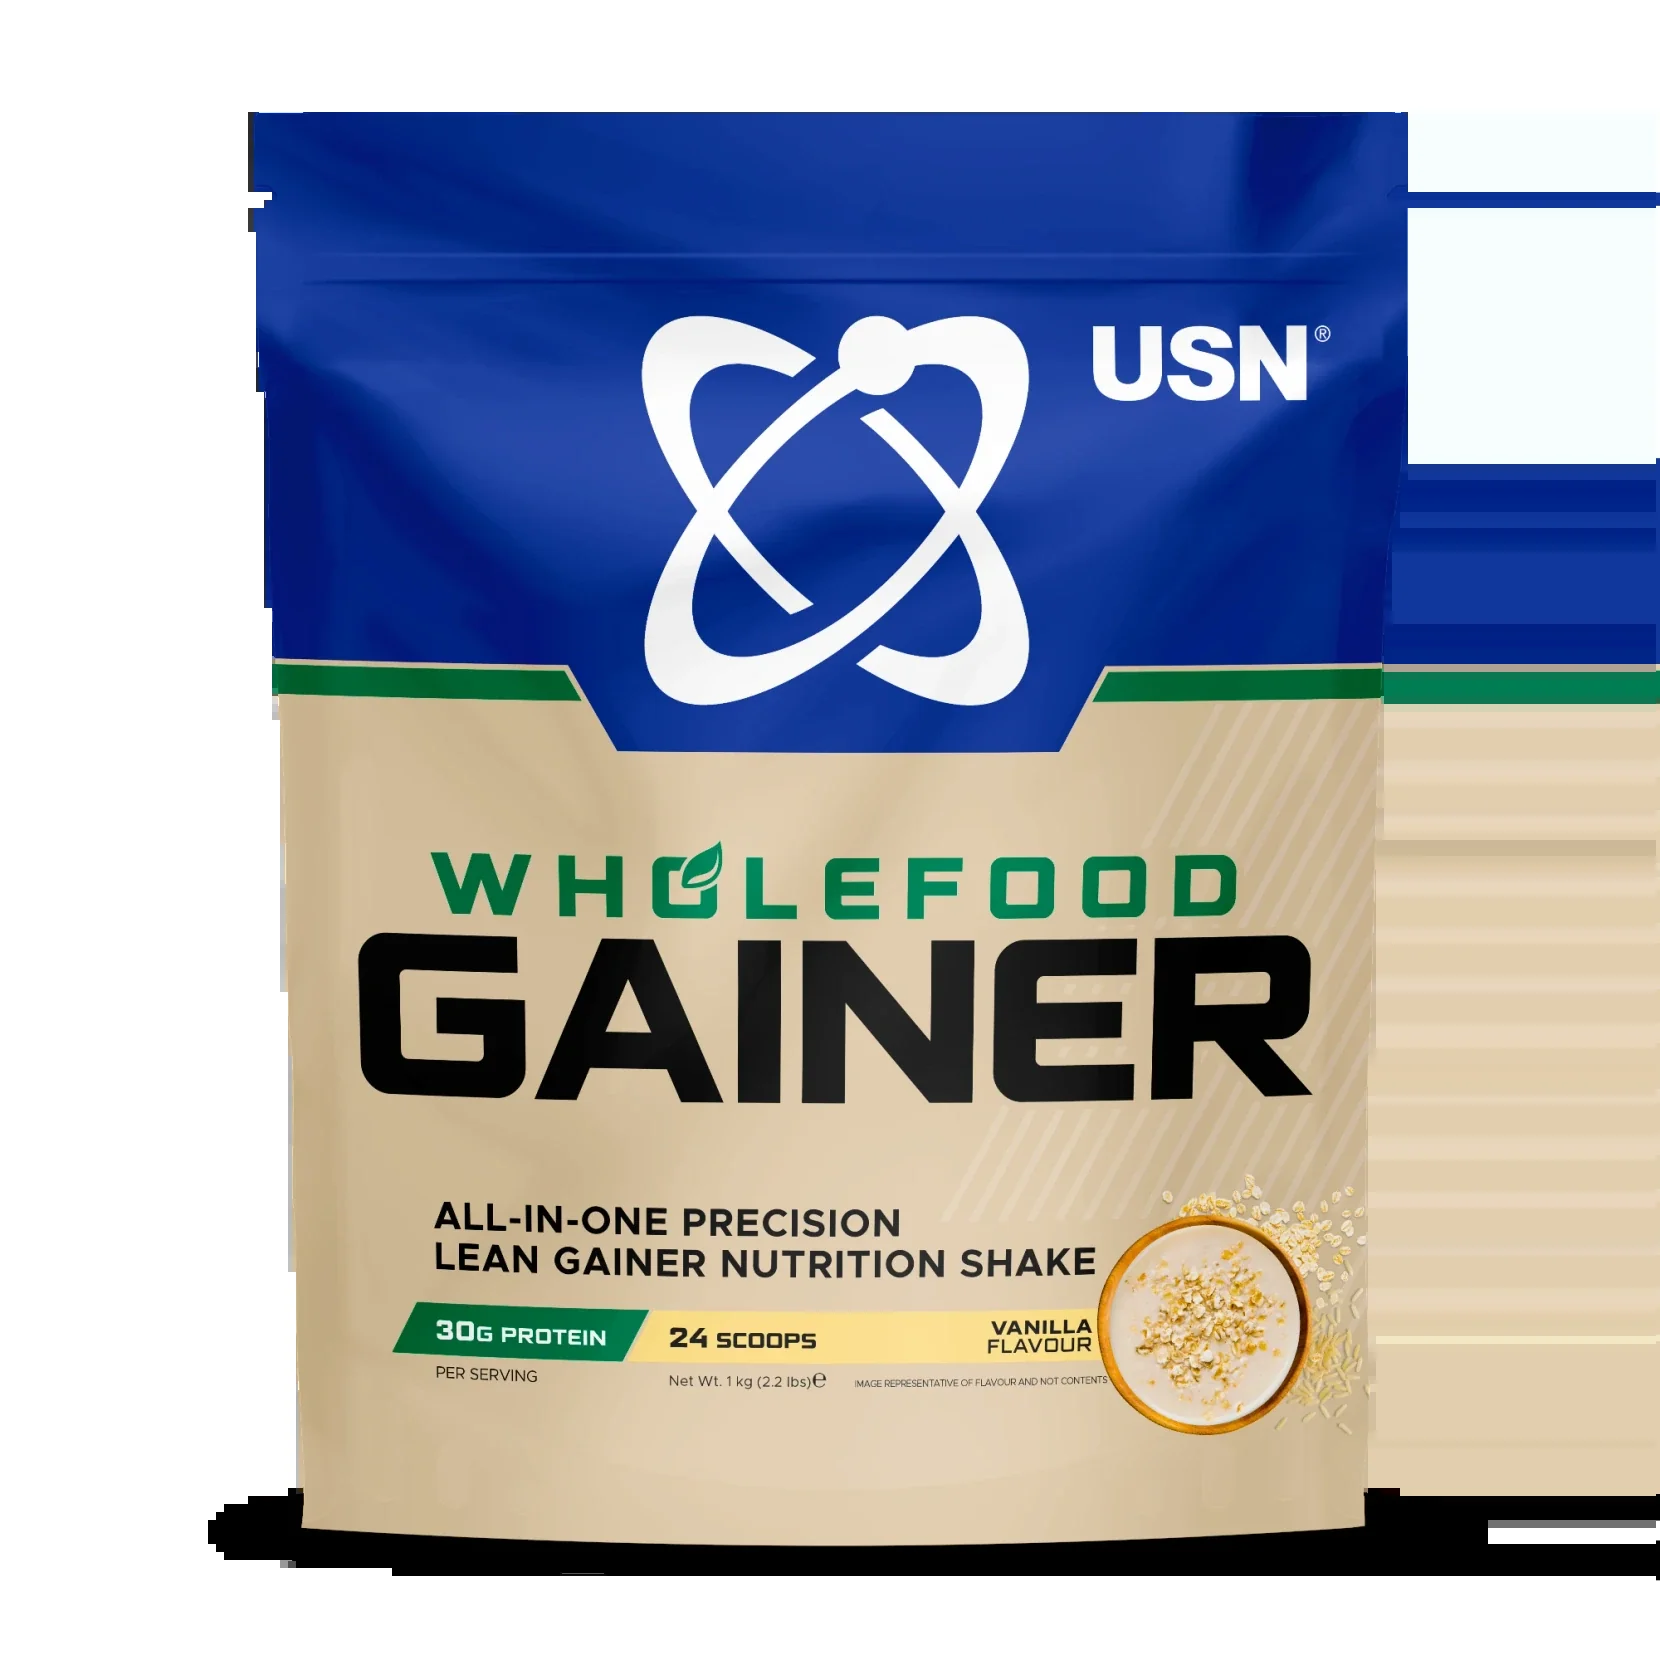 USN®
WHOLEFOOD
GAINER
ALL-IN-ONE PRECISION
LEAN GAINER NUTRITION SHAKE
30G PROTEIN
PER SERVING
24 SCOOPS
Net Wt. 1 kg (2.2 lbs)℮
VANILLA
FLAVOUR
IMAGE REPRESENTATIVE OF FLAVOUR AND NOT CONTENTS